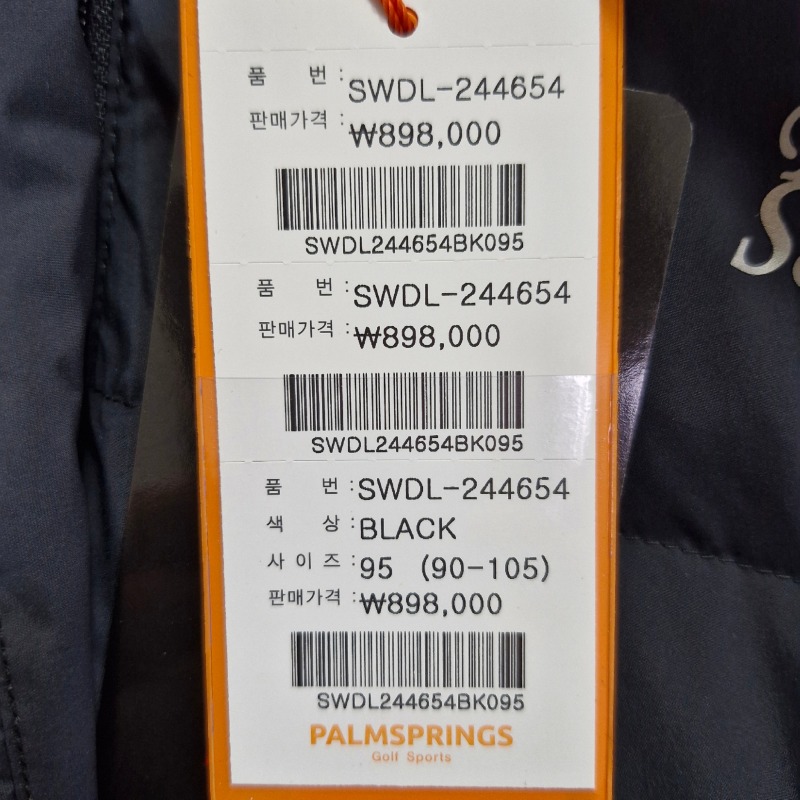 품 번 : SWDL-244654
판매가격 : ₩898,000
SWDL244654BK095
품 번 : SWDL-244654
판매가격 : ₩898,000
SWDL244654BK095
품 번 : SWDL-244654
색 상 : BLACK
사 이 즈 : 95 (90-105)
판매가격 : ₩898,000
SWDL244654BK095
PALMSPRINGS
Golf Sports